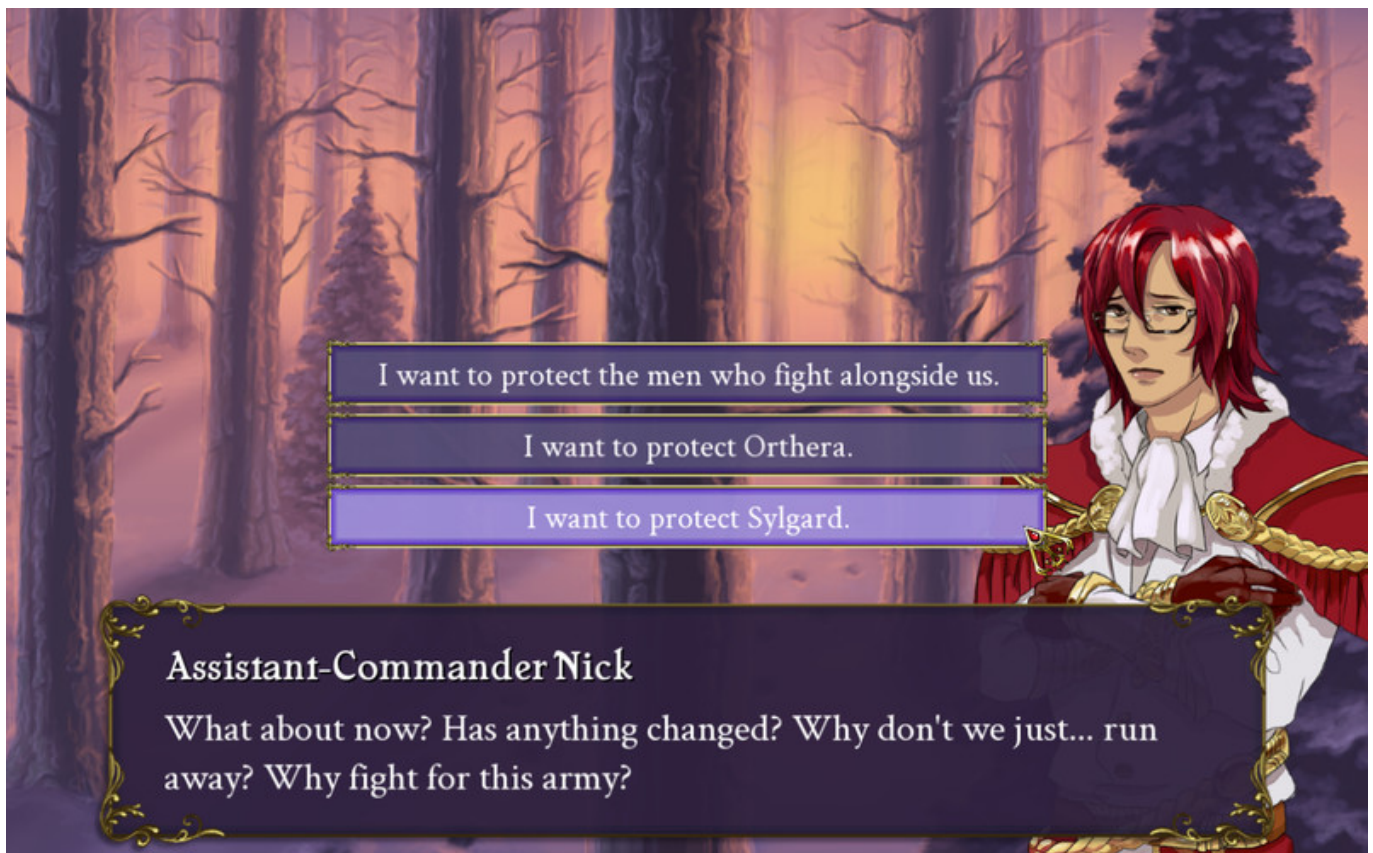 I want to protect the men who fight alongside us.
I want to protect Orthera.
I want to protect Sylgard.
Assistant-Commander Nick
What about now? Has anything changed? Why don't we just... run
away? Why fight for this army?